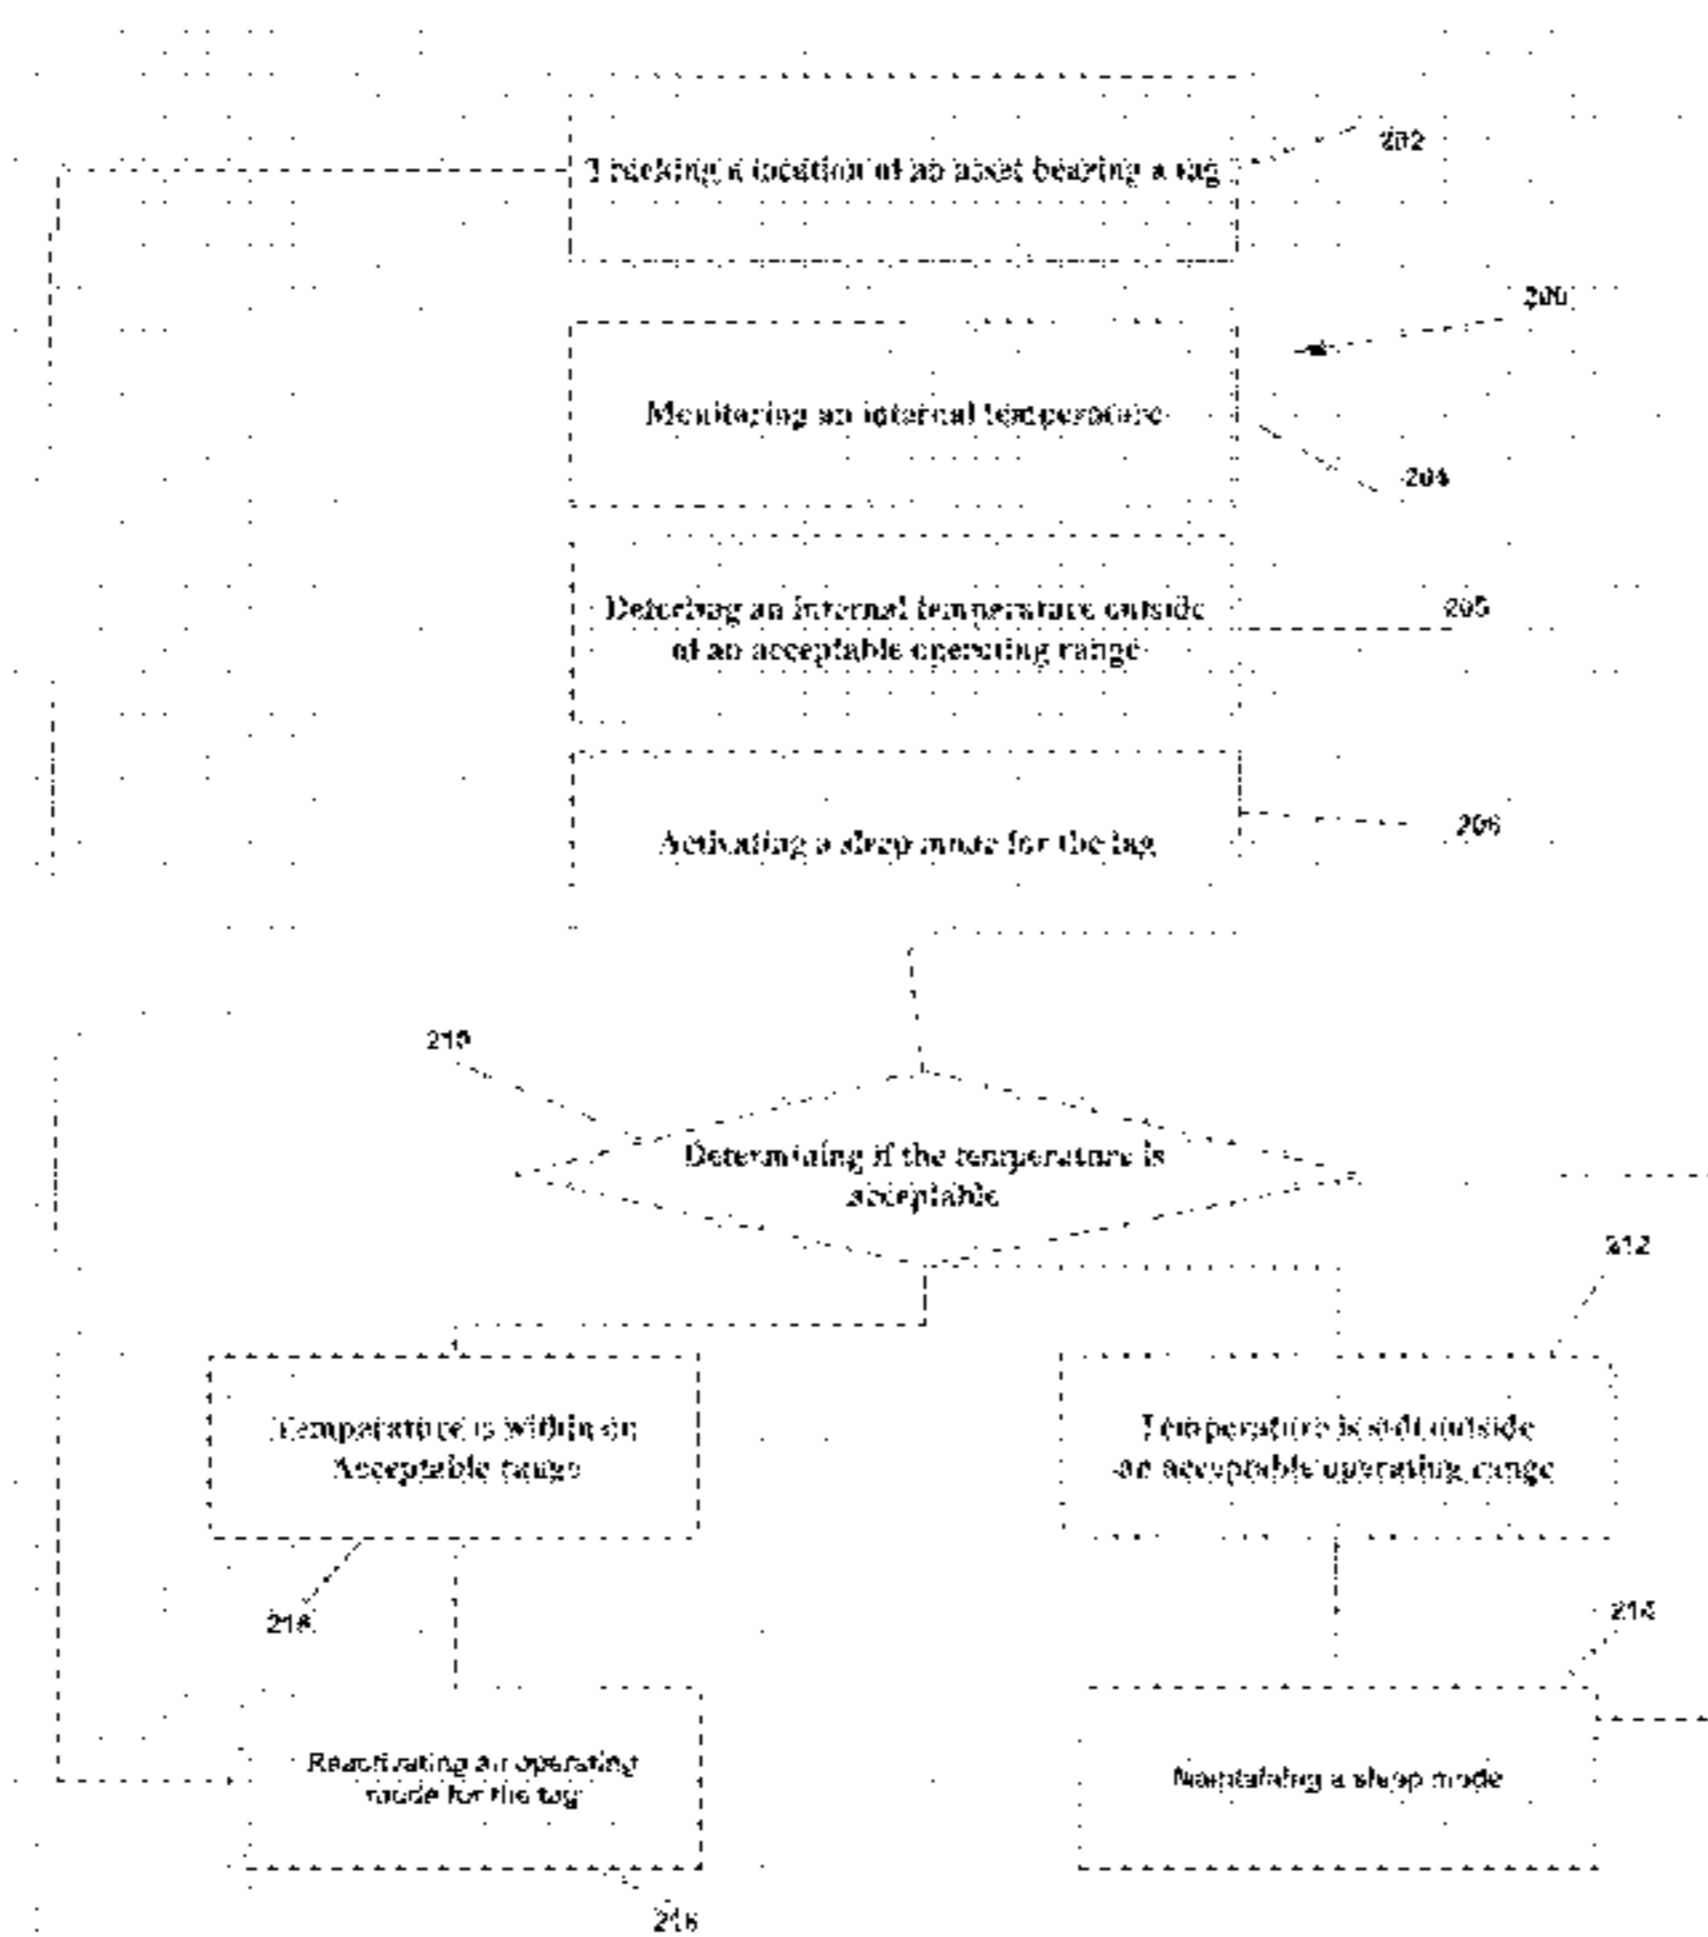 Tracking a location of an asset bearing a tag
202
200
Monitoring an internal temperature
204
Detecting an internal temperature outside
of an acceptable operating range
205
Activating a sleep mode for the tag
206
210
Determining if the temperature is
acceptable
212
Temperature is within an
Acceptable range
Temperature is still outside
an acceptable operating range
214
Reactivating an operating
mode for the tag
Maintaining a sleep mode